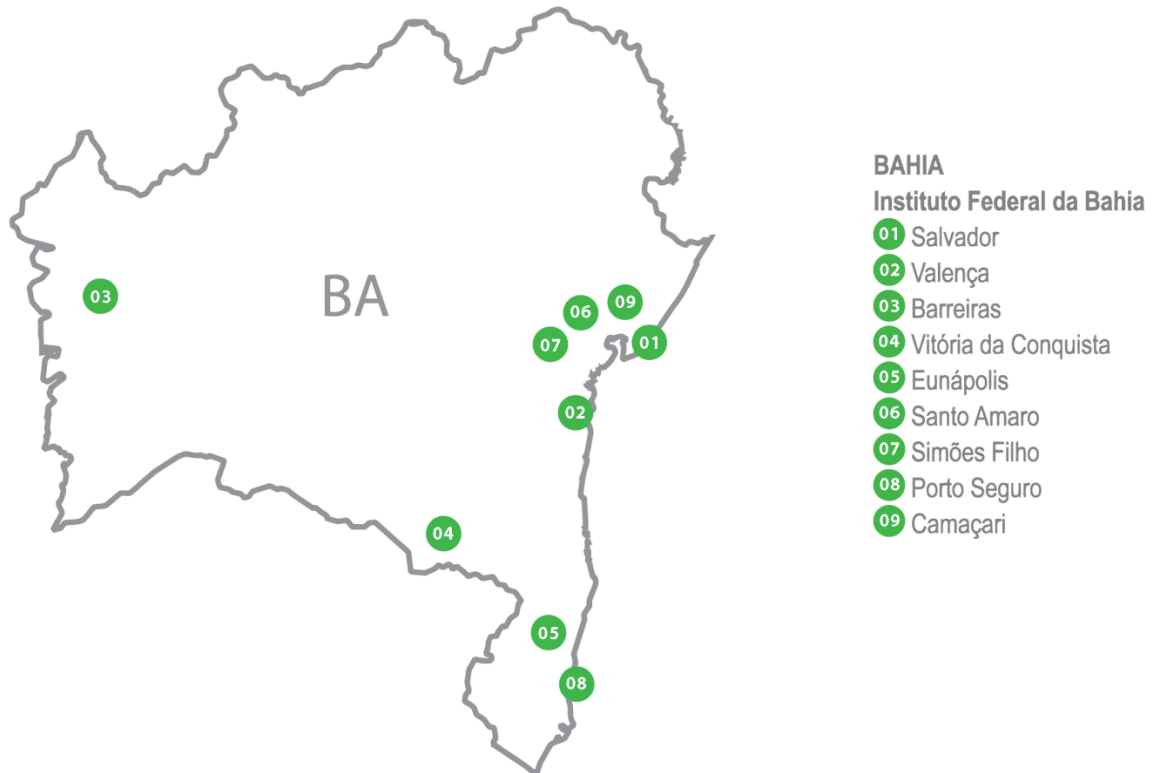 BA
03
06
09
07
01
02
04
05
08
BAHIA
Instituto Federal da Bahia
01 Salvador
02 Valença
03 Barreiras
04 Vitória da Conquista
05 Eunápolis
06 Santo Amaro
07 Simões Filho
08 Porto Seguro
09 Camaçari